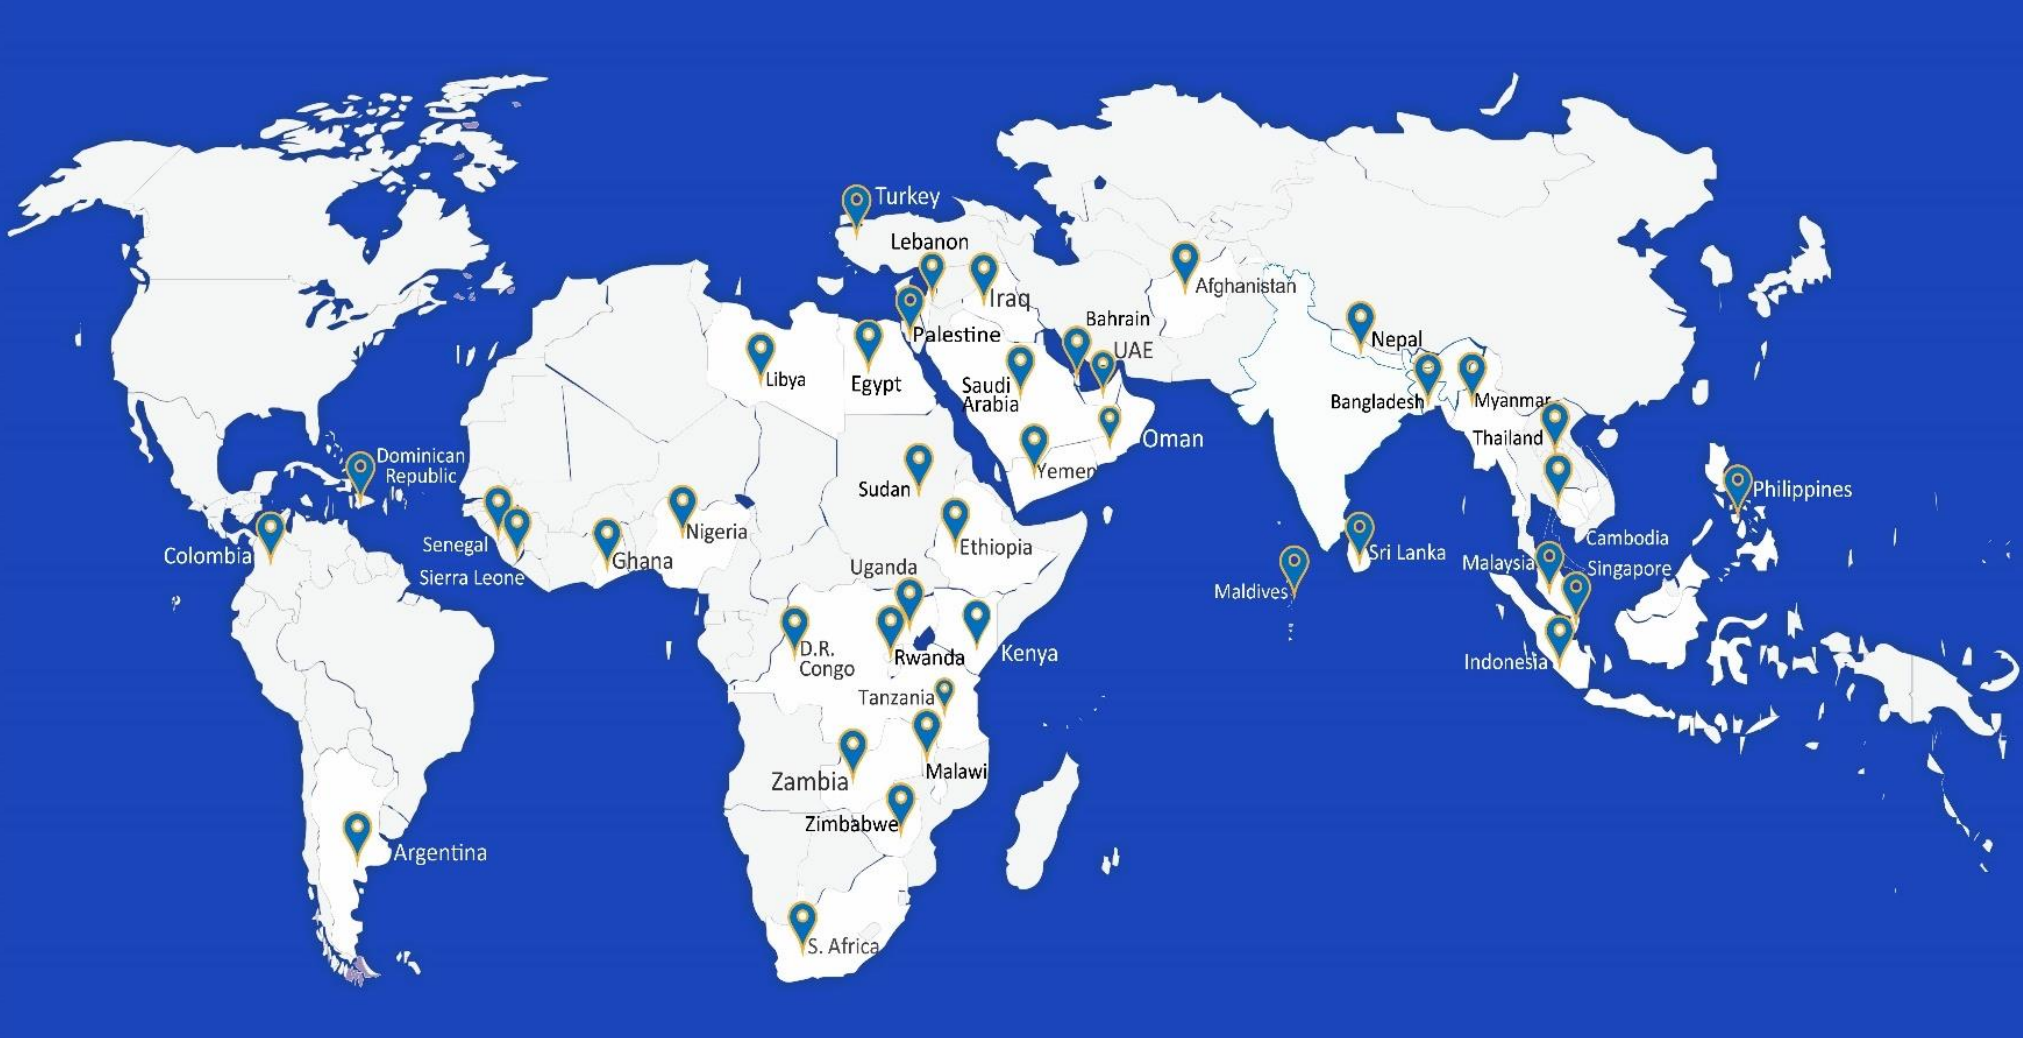 Turkey
Lebanon
Iraq
Afghanistan
Palestine
Bahrain
UAE
Nepal
Libya
Egypt
Saudi
Arabia
Bangladesh
Myanmar
Oman
Thailand
Dominican
Republic
Yemen
Sudan
Philippines
Colombia
Senegal
Nigeria
Ghana
Ethiopia
Cambodia
Sri Lanka
Malaysia
Singapore
Sierra Leone
Uganda
Maldives
D.R.
Congo
Rwanda
Kenya
Indonesia
Tanzania
Zambia
Malawi
Zimbabwe
Argentina
S. Africa